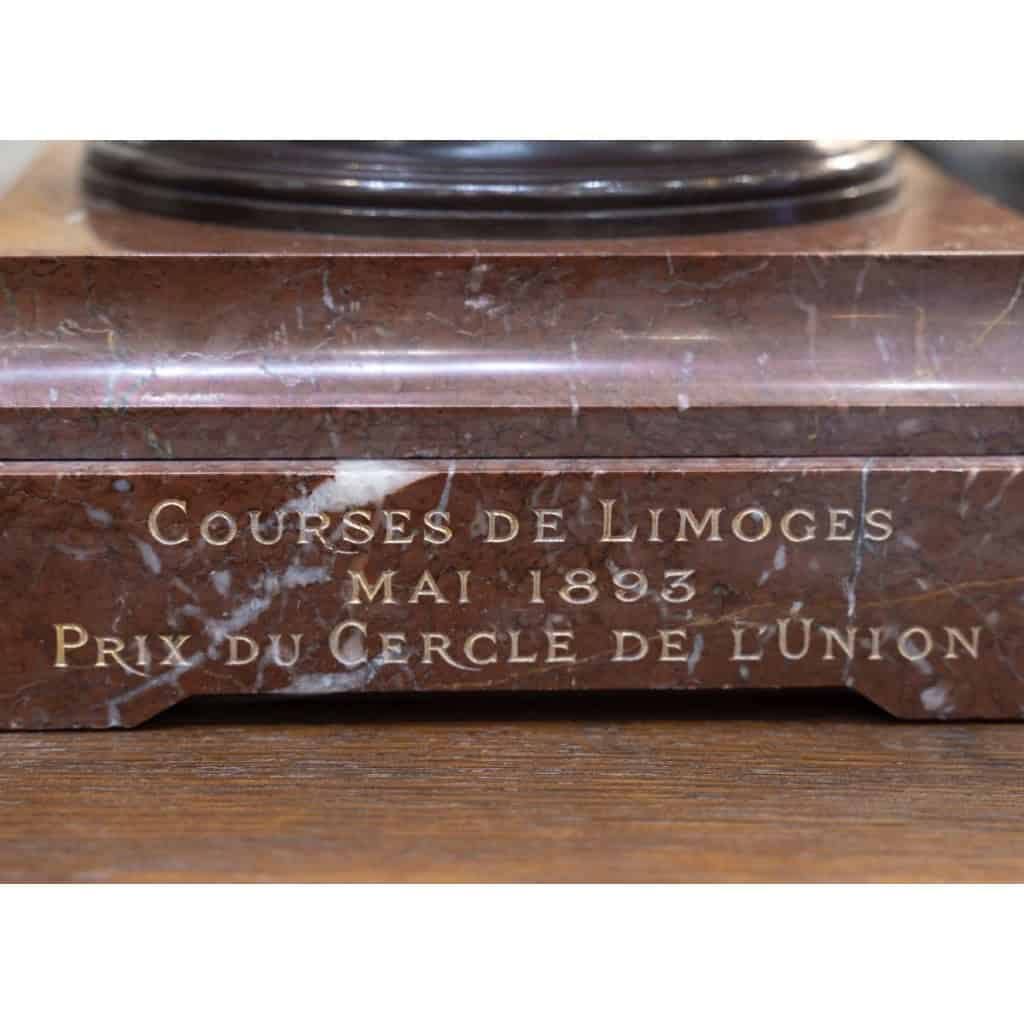 COURSES DE LIMOGES
MAI 1893
PRIX DU CERCLE DE L'UNION